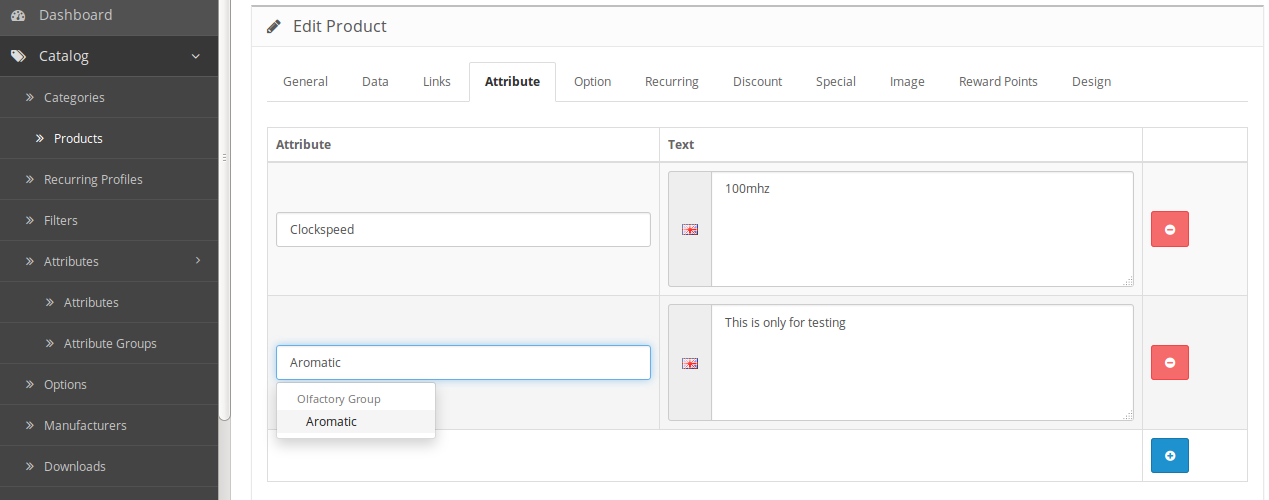 Dashboard
Catalog
Categories
Products
Recurring Profiles
Filters
Attributes
Attributes
Attribute Groups
Options
Manufacturers
Downloads
Edit Product
General Data Links Attribute Option Recurring Discount Special Image Reward Points Design
Attribute Text
Clockspeed 100mhz
Aromatic This is only for testing
Olfactory Group
Aromatic